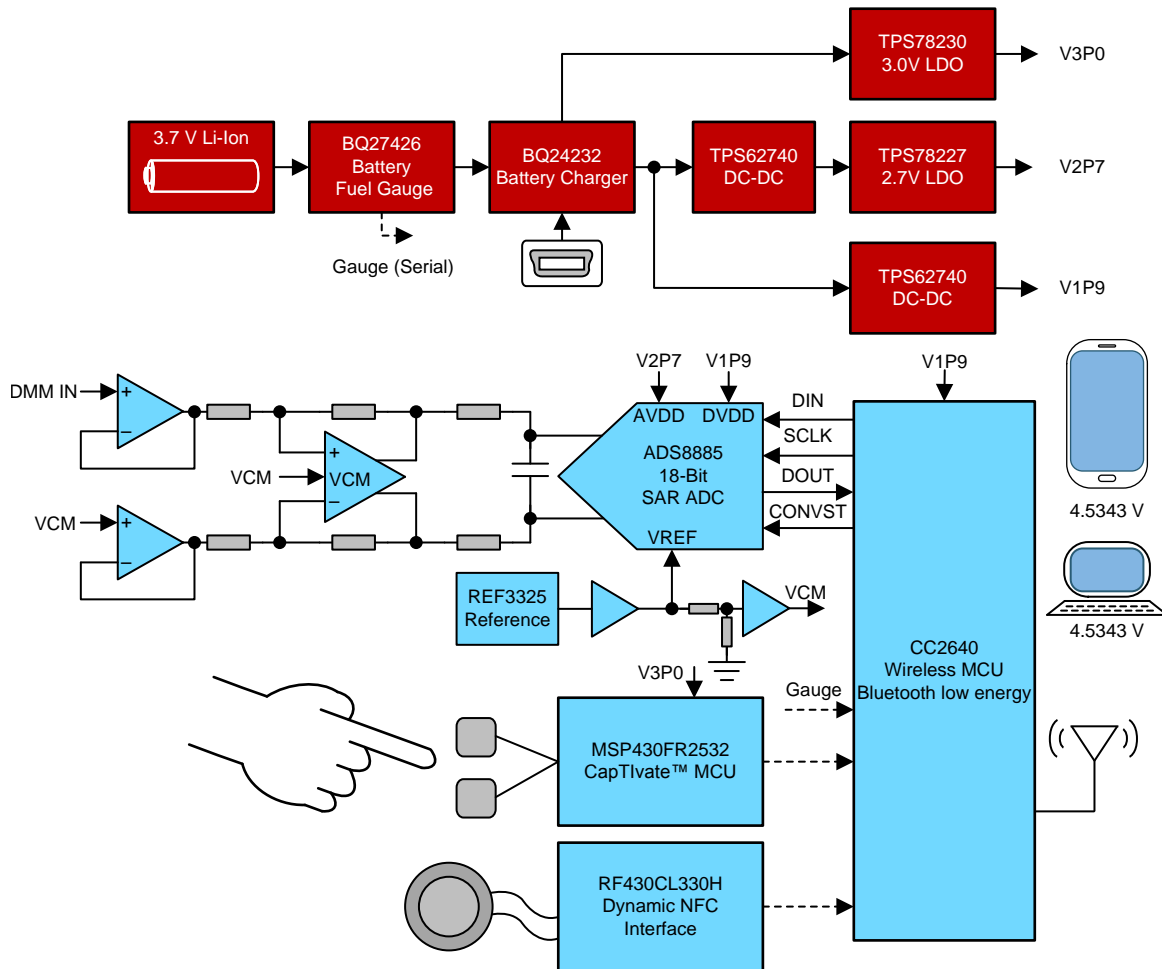 TPS78230
3.0V LDO
V3P0
3.7 V Li-Ion
BQ27426
Battery
Fuel Gauge
BQ24232
Battery Charger
TPS62740
DC-DC
TPS78227
2.7V LDO
V2P7
Gauge (Serial)
TPS62740
DC-DC
V1P9
V2P7
V1P9
V1P9
DMM IN
+
−
AVDD
DVDD
DIN
SCLK
ADS8885
18-Bit
SAR ADC
DOUT
CONVST
VREF
+
VCM
VCM
−
VCM
+
−
4.5343 V
4.5343 V
REF3325
Reference
VCM
CC2640
Wireless MCU
Bluetooth low energy
V3P0
Gauge
MSP430FR2532
CapTIvate™ MCU
RF430CL330H
Dynamic NFC
Interface